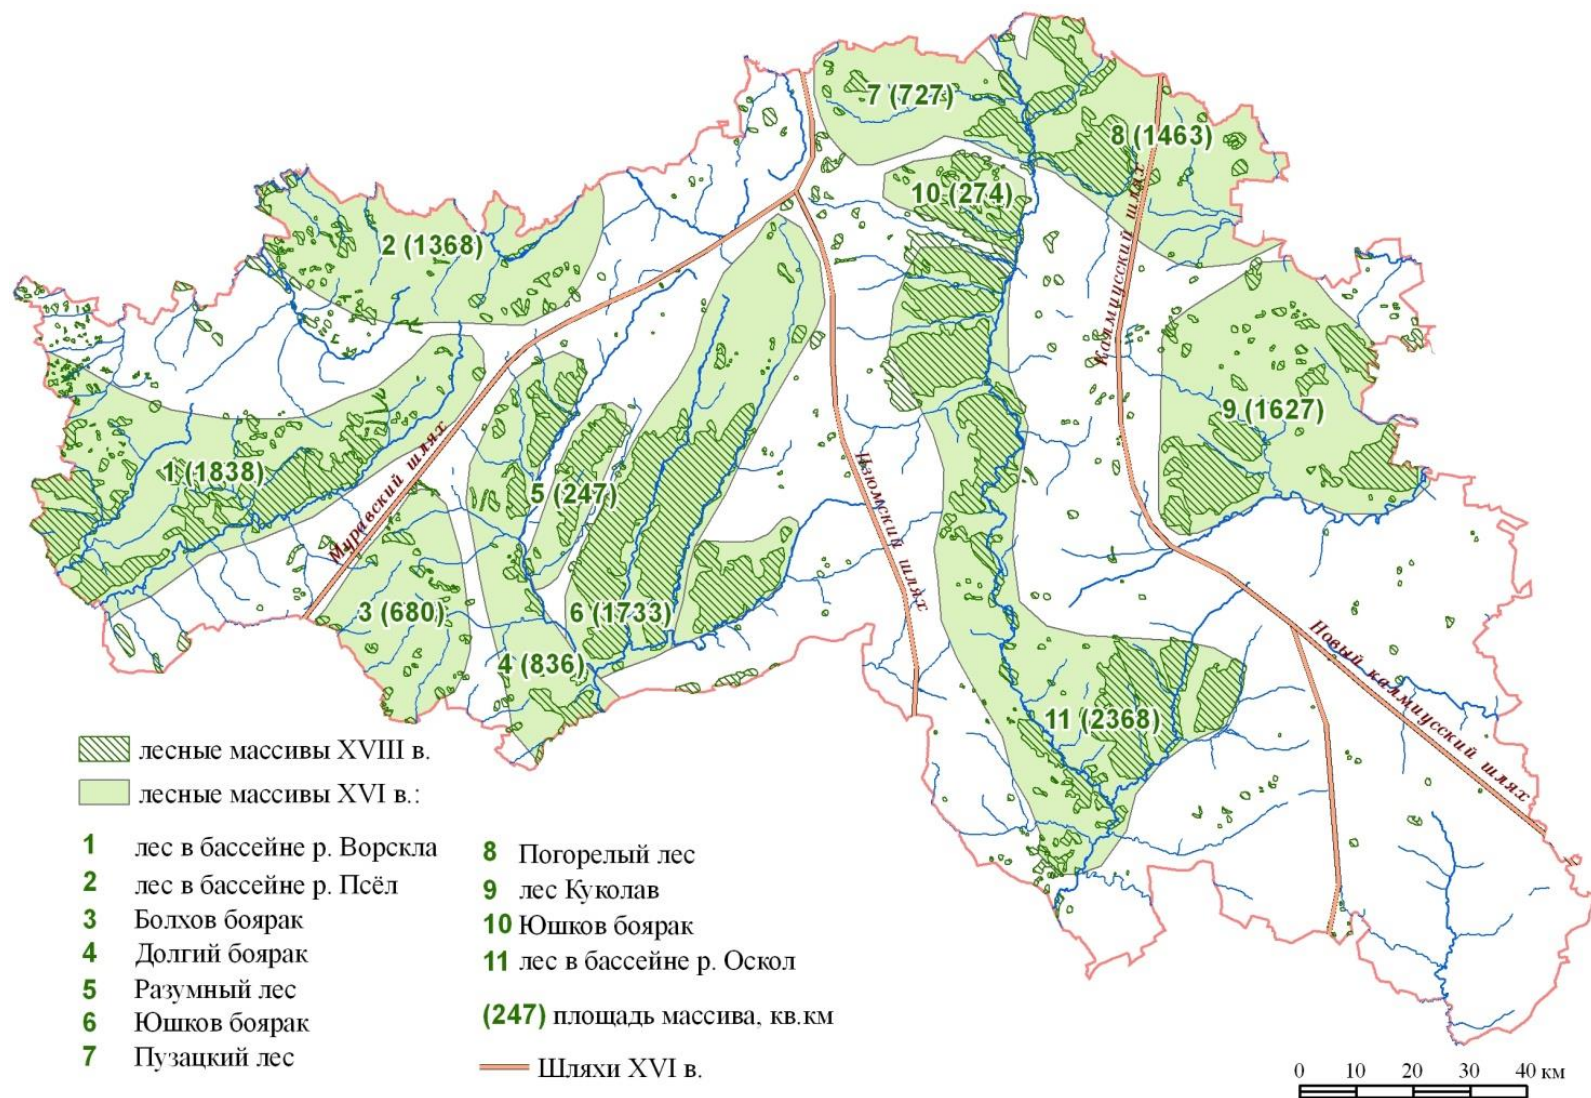 7 (727)
8 (1463)
10 (274)
2 (1368)
Калмиусский шлях
9 (1627)
1 (1838)
Муравский шлях
5 (247)
Изюмский шлях
3 (680)
6 (1733)
4 (836)
11 (2368)
Новый калмиусский шлях
лесные массивы XVIII в.
лесные массивы XVI в.:
1 лес в бассейне р. Ворскла
2 лес в бассейне р. Псёл
3 Болхов боярак
4 Долгий боярак
5 Разумный лес
6 Юшков боярак
7 Пузацкий лес
8 Погорелый лес
9 лес Куколав
10 Юшков боярак
11 лес в бассейне р. Оскол
(247) площадь массива, кв.км
Шляхи XVI в.
0 10 20 30 40 км